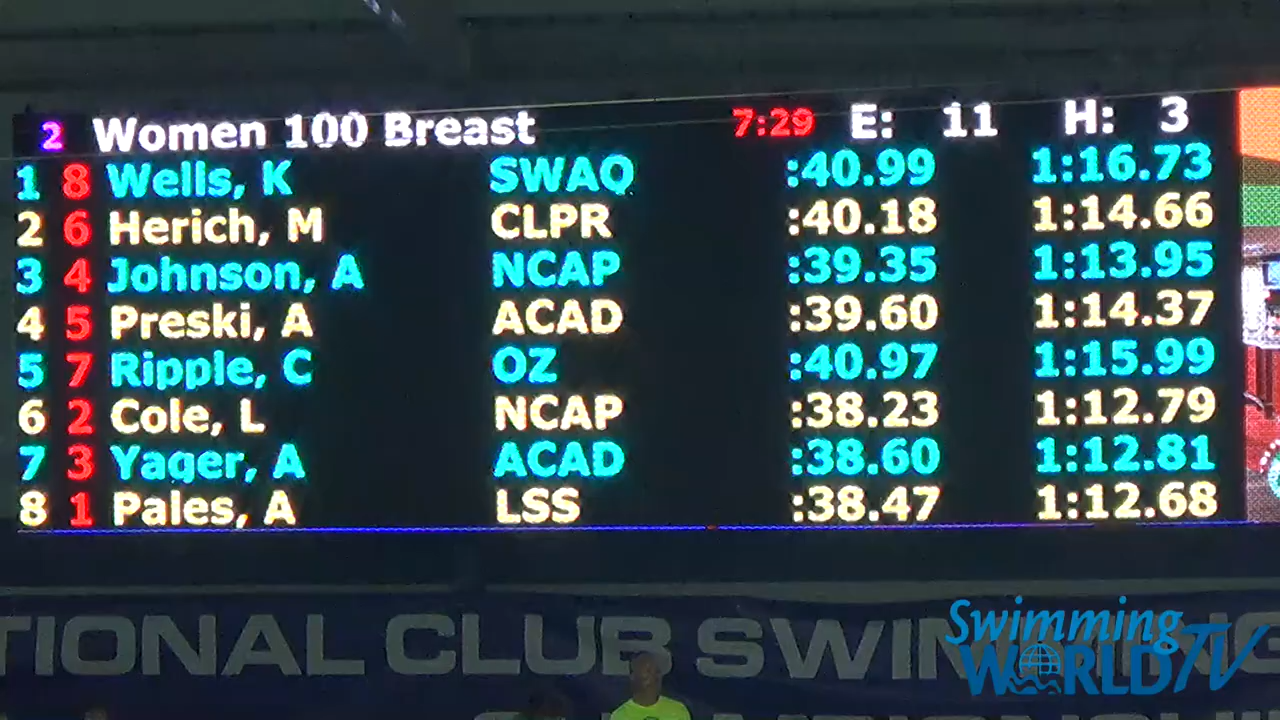 2 Women 100 Breast 7:29 E: 11 H: 3
1 8 Wells, K SWAQ :40.99 1:16.73
2 6 Herich, M CLPR :40.18 1:14.66
3 4 Johnson, A NCAP :39.35 1:13.95
4 5 Preski, A ACAD :39.60 1:14.37
5 7 Ripple, C OZ :40.97 1:15.99
6 2 Cole, L NCAP :38.23 1:12.79
7 3 Yager, A ACAD :38.60 1:12.81
8 1 Pales, A LSS :38.47 1:12.68
TIONAL CLUB SWIMMING
Swimming
WORLD TV